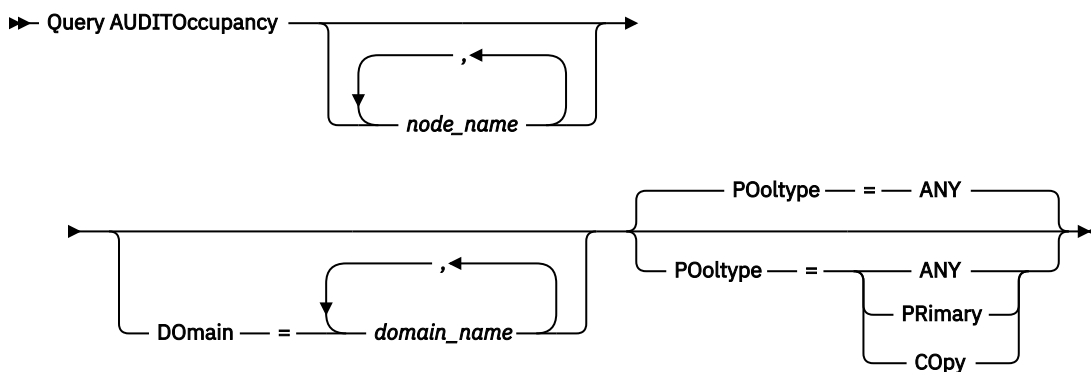 Query AUDITOccupancy
,
node_name
POoltype = ANY
,
POoltype = ANY
DOmain = domain_name
PRimary
COpy